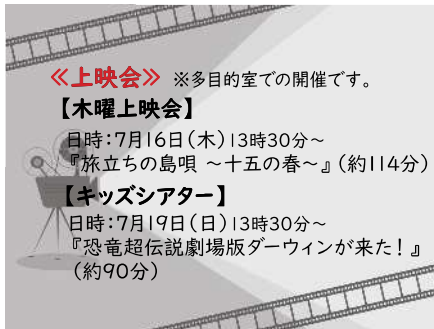 ≪上映会≫ ※多目的室での開催です。
【木曜上映会】
日時：7月16日（木）13時30分～
『旅立ちの島唄 ～十五の春～』（約114分）
【キッズシアター】
日時：7月19日（日）13時30分～
『恐竜超伝説劇場版ダーウィンが来た！』
（約90分）